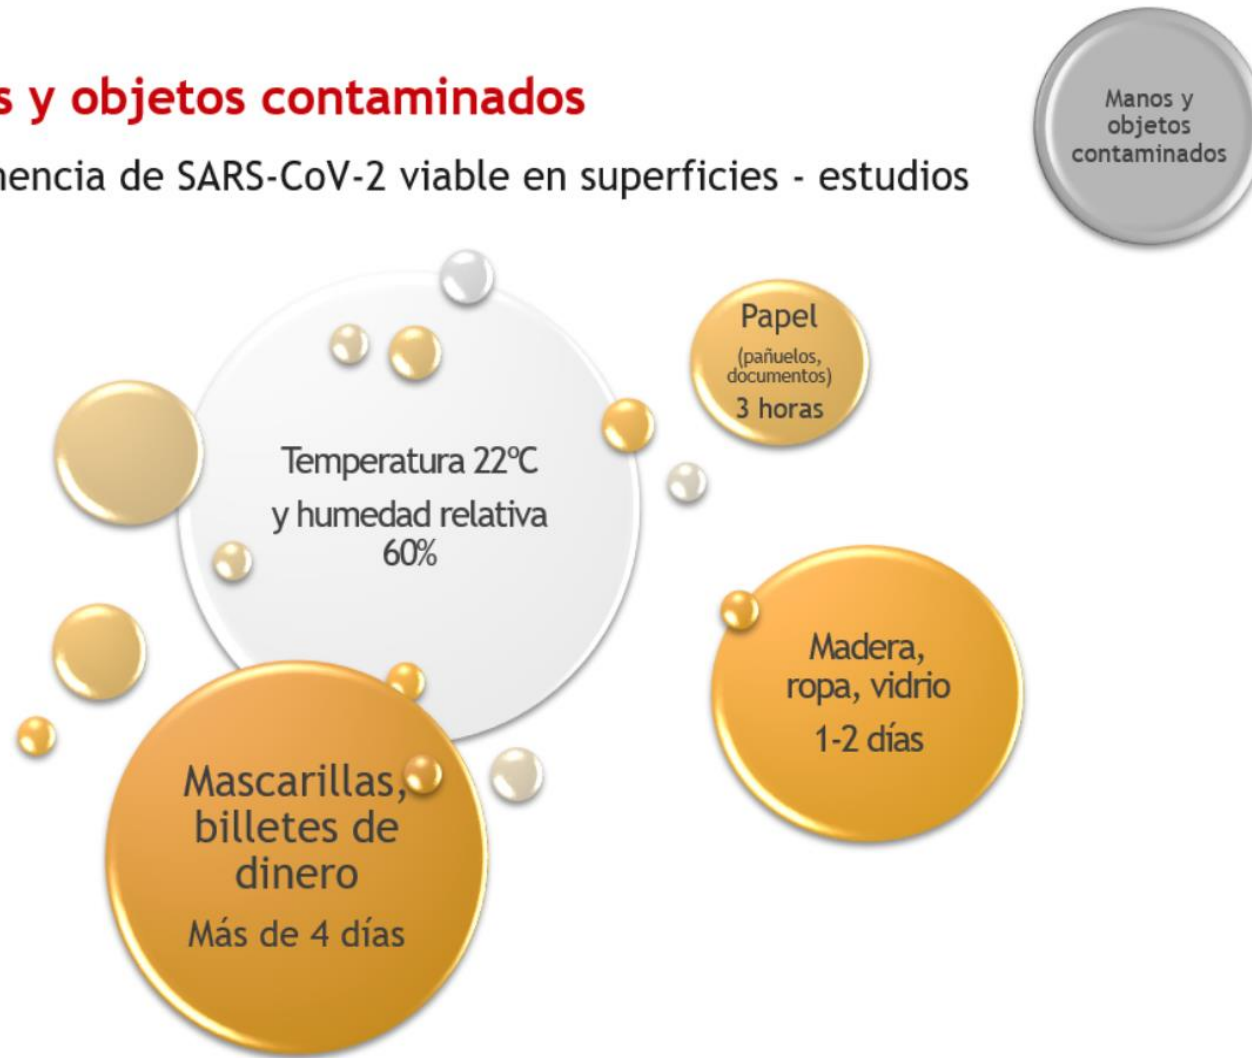 s y objetos contaminados
nencia de SARS-CoV-2 viable en superficies - estudios
Manos y
objetos
contaminados
Temperatura 22ºC
y humedad relativa
60%
Papel
(pañuelos,
documentos)
3 horas
Madera,
ropa, vidrio
1-2 días
Mascarillas,
billetes de
dinero
Más de 4 días